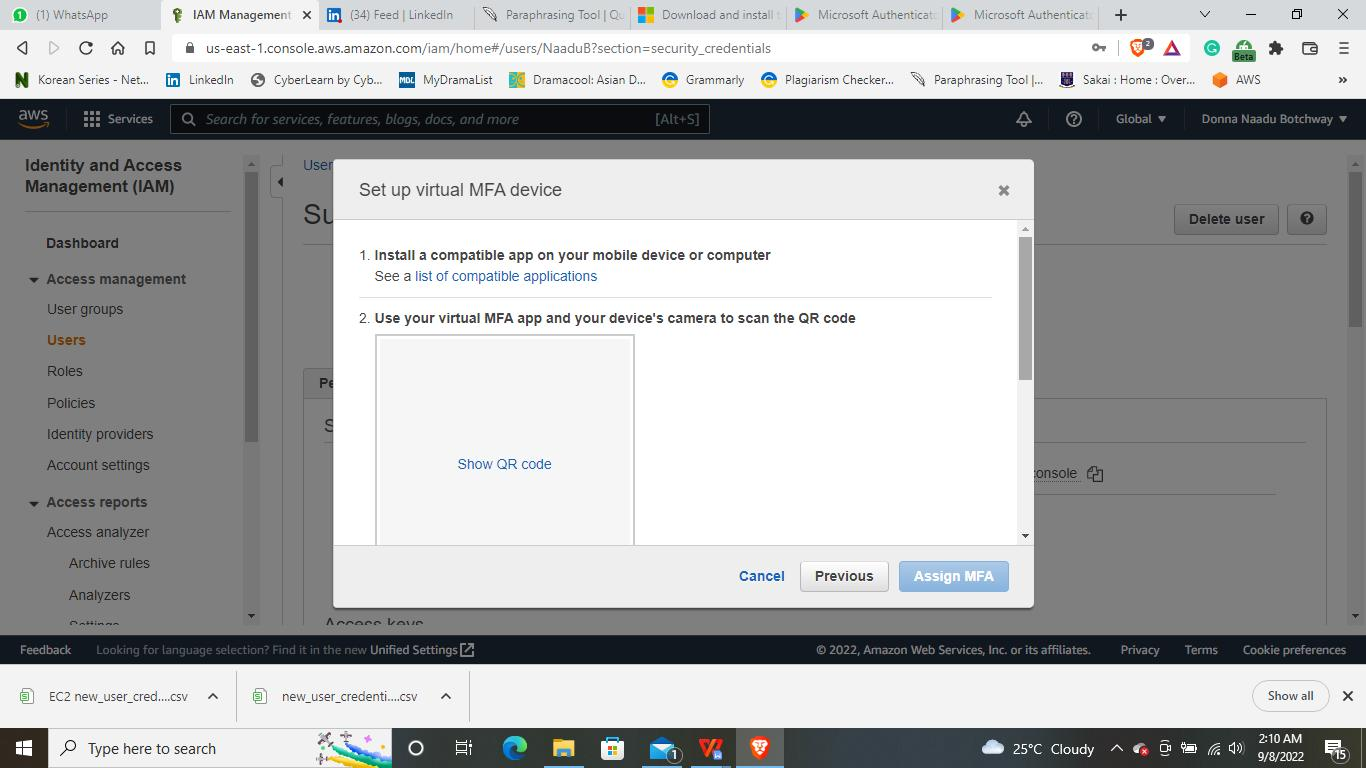 (1) WhatsApp
IAM Management
(34) Feed | LinkedIn
Paraphrasing Tool | Qu
Download and install
Microsoft Authenticat
Microsoft Authenticat
us-east-1.console.aws.amazon.com/iam/home#/users/NaaduB?section=security_credentials
2
Beta
Korean Series - Net...
LinkedIn
CyberLearn by Cyb...
MDL MyDramaList
Dramacool: Asian D...
Grammarly
Plagiarism Checker...
Paraphrasing Tool |...
Sakai : Home : Over...
AWS
»
aws
Services
Search for services, features, blogs, docs, and more [Alt+S]
Global
Donna Naadu Botchway
Identity and Access
Management (IAM)
Dashboard
Access management
User groups
Users
Roles
Policies
Identity providers
Account settings
Access reports
Access analyzer
Archive rules
Analyzers
Settings
User
Su
Delete user
Pe
S
console
Access keys
Set up virtual MFA device
1. Install a compatible app on your mobile device or computer
See a list of compatible applications
2. Use your virtual MFA app and your device's camera to scan the QR code
Show QR code
Cancel
Previous
Assign MFA
Feedback
Looking for language selection? Find it in the new Unified Settings
© 2022, Amazon Web Services, Inc. or its affiliates.
Privacy
Terms
Cookie preferences
EC2 new_user_cred....csv
new_user_credenti....csv
Show all
Type here to search
1
25°C Cloudy
2:10 AM
9/8/2022
15